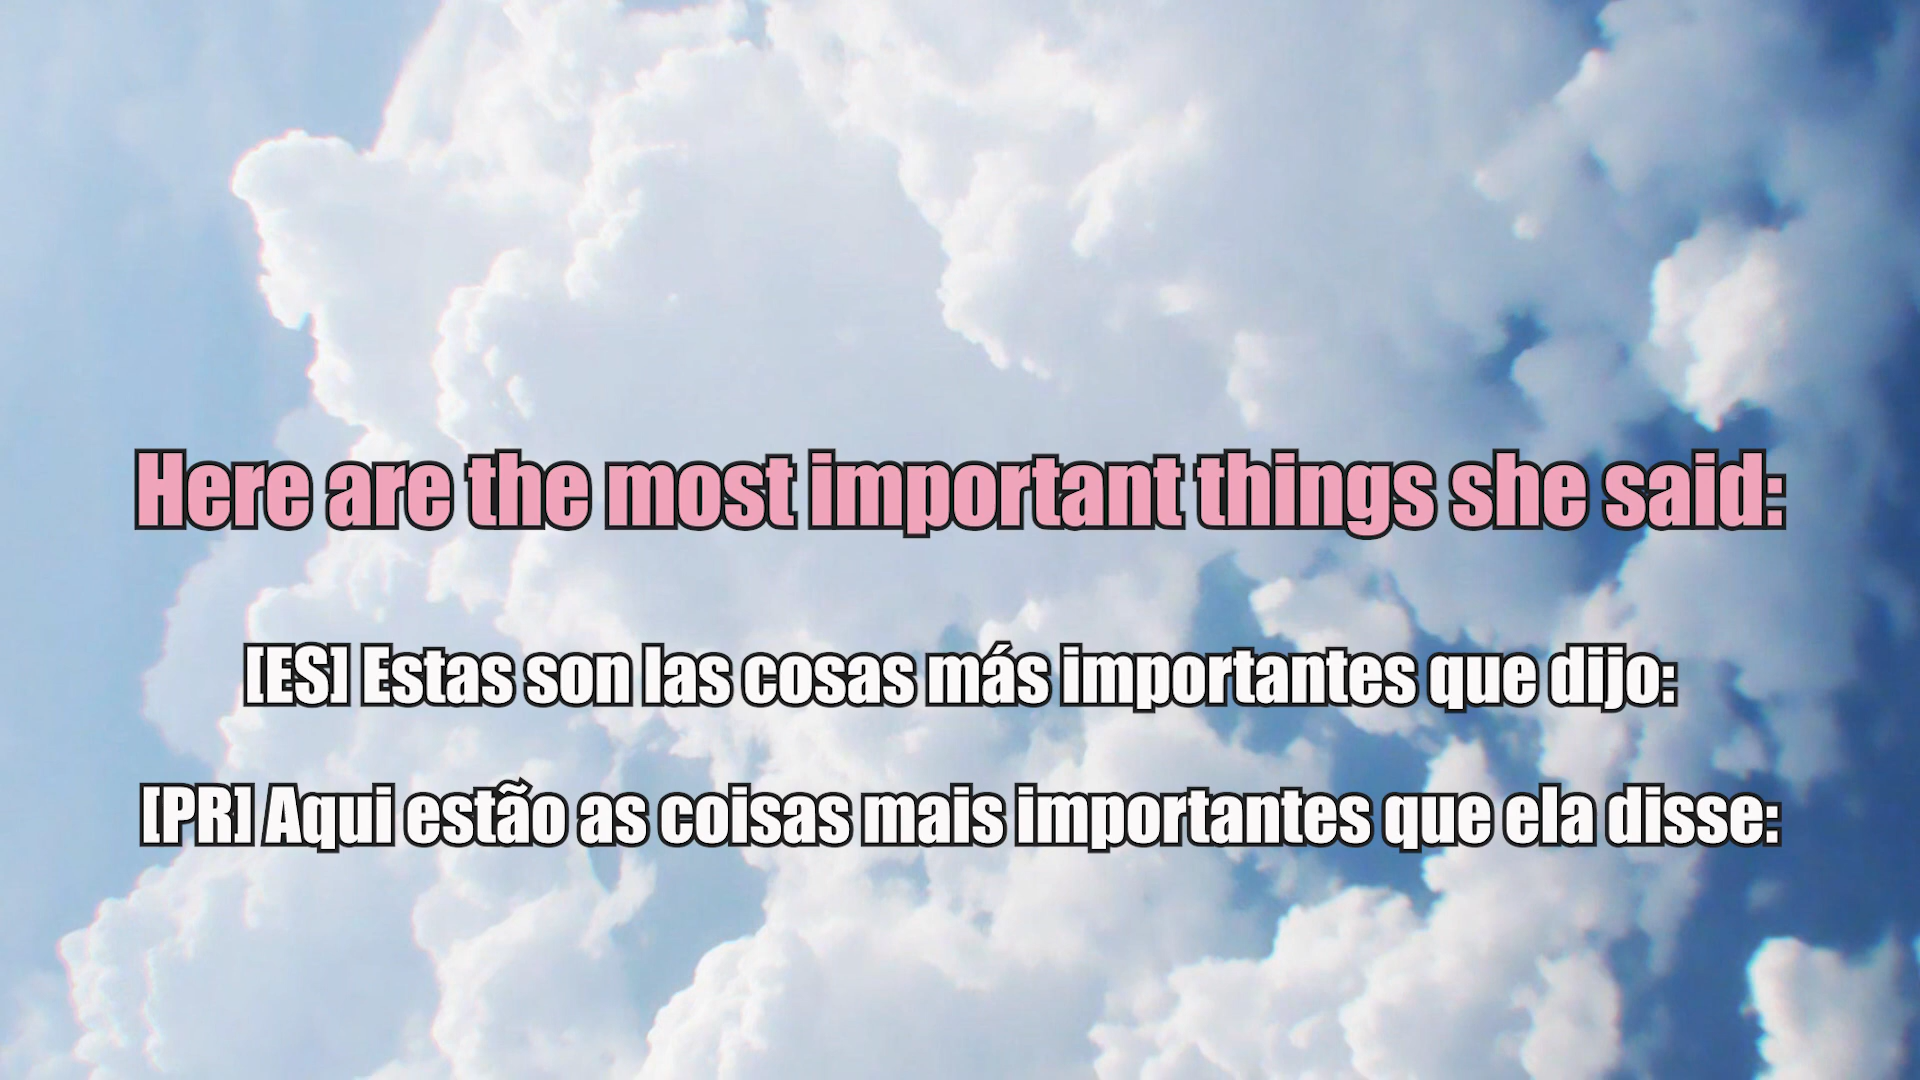 Here are the most important things she said:
[ES] Estas son las cosas más importantes que dijo:
[PR] Aqui estão as coisas mais importantes que ela disse: